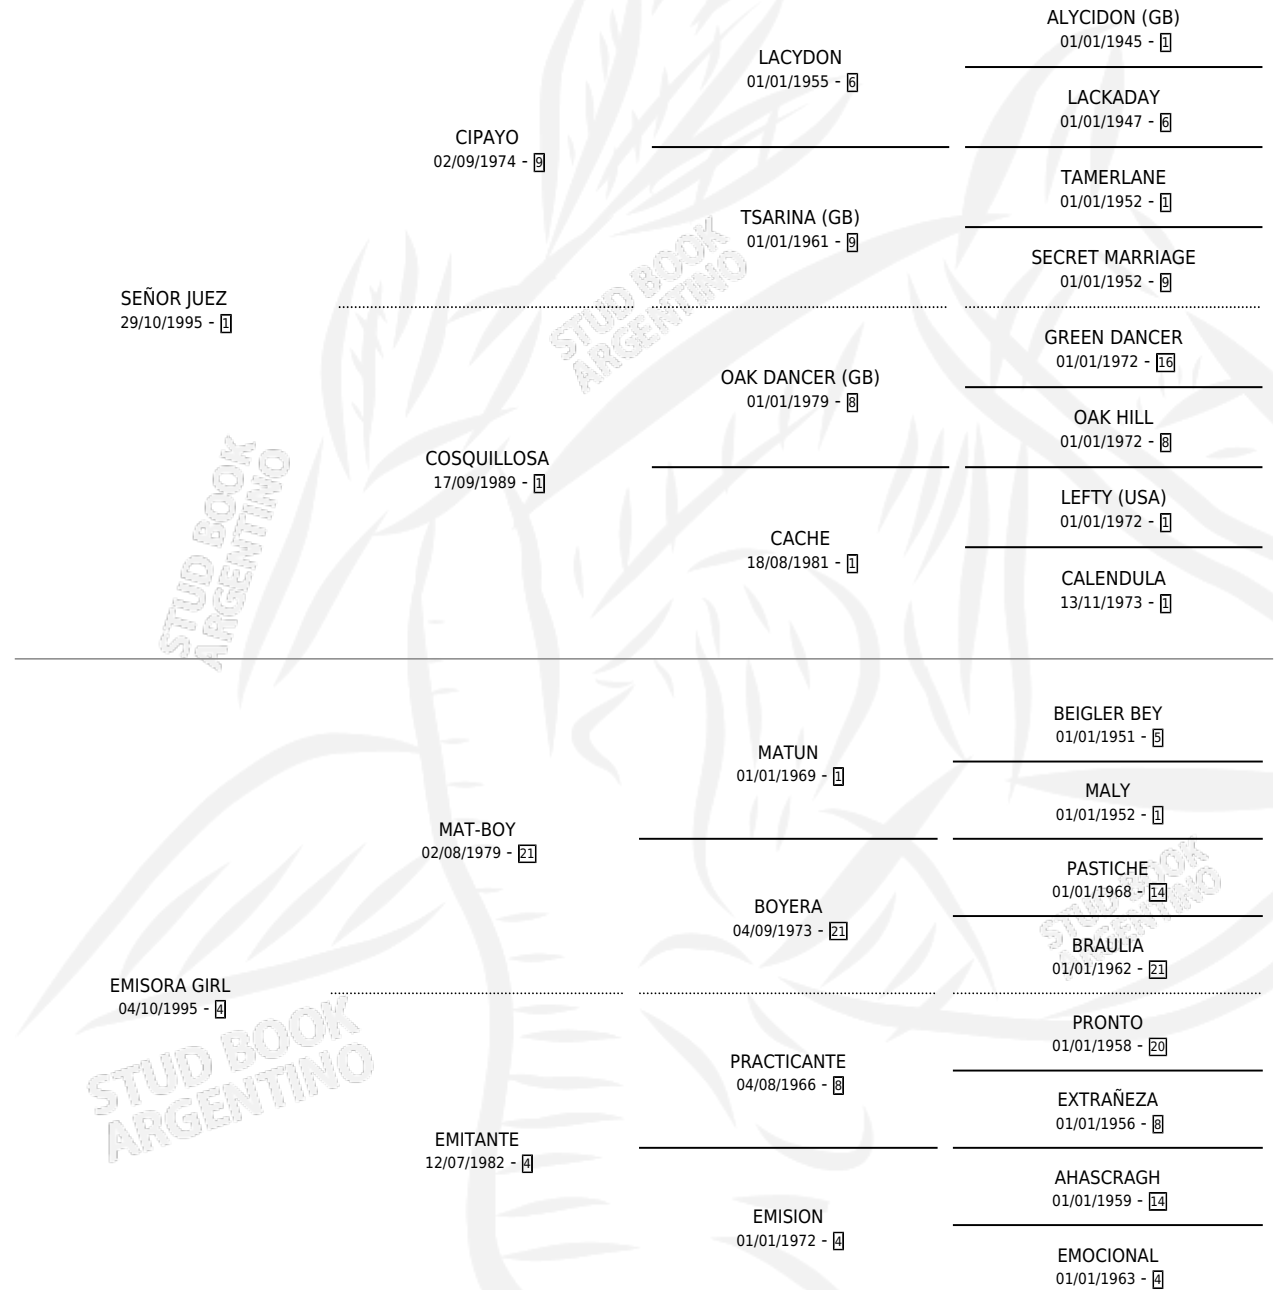 ALYCIDON (GB)
01/01/1945 - 1
LACYDON
01/01/1955 - 6
LACKADAY
01/01/1947 - 6
CIPAYO
02/09/1974 - 9
TAMERLANE
01/01/1952 - 1
TSARINA (GB)
01/01/1961 - 9
SECRET MARRIAGE
01/01/1952 - 9
SEÑOR JUEZ
29/10/1995 - 1
GREEN DANCER
01/01/1972 - 16
OAK DANCER (GB)
01/01/1979 - 8
OAK HILL
01/01/1972 - 8
COSQUILLOSA
17/09/1989 - 1
LEFTY (USA)
01/01/1972 - 1
CACHE
18/08/1981 - 1
CALENDULA
13/11/1973 - 1
BEIGLER BEY
01/01/1951 - 5
MATUN
01/01/1969 - 1
MALY
01/01/1952 - 1
MAT-BOY
02/08/1979 - 21
PASTICHE
01/01/1968 - 14
BOYERA
04/09/1973 - 21
BRAULIA
01/01/1962 - 21
EMISORA GIRL
04/10/1995 - 4
PRONTO
01/01/1958 - 20
PRACTICANTE
04/08/1966 - 8
EXTRAÑEZA
01/01/1956 - 8
EMITANTE
12/07/1982 - 4
AHASCRAGH
01/01/1959 - 14
EMISION
01/01/1972 - 4
EMOCIONAL
01/01/1963 - 4
STUD BOOK
ARGENTINO
STUD BOOK
ARGENTINO
STUD BOOK
ARGENTINO
STUD BOOK
ARGENTINO